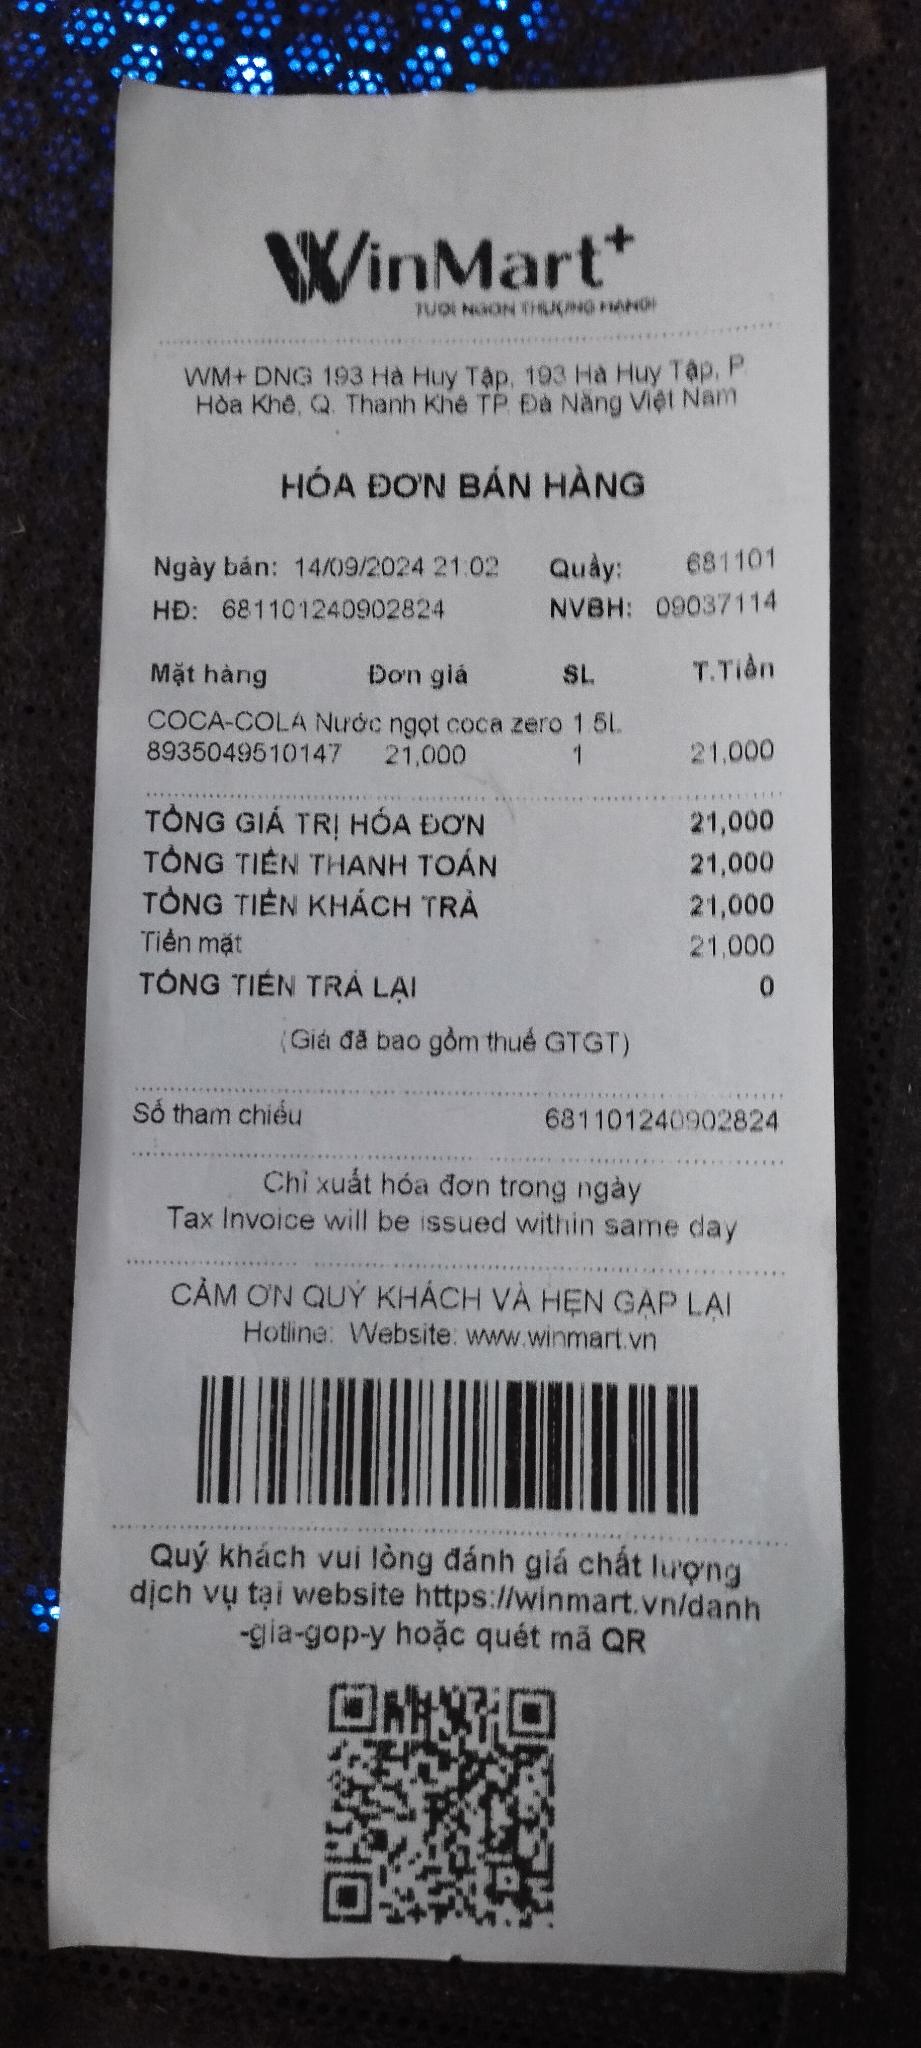 WinMart+
TƯƠI NGON THƯỢNG HẠNG!
WM+ DNG 193 Hà Huy Tập, 193 Hà Huy Tập, P.
Hòa Khê, Q. Thanh Khê TP. Đà Nẵng Việt Nam
HÓA ĐƠN BÁN HÀNG
Ngày bán: 14/09/2024 21:02 Quầy: 681101
HĐ: 681101240902824 NVBH: 09037114
Mặt hàng Đơn giá SL T.Tiền
COCA-COLA Nước ngọt coca zero 1.5L
8935049510147 21,000 1 21,000
TỔNG GIÁ TRỊ HÓA ĐƠN 21,000
TỔNG TIỀN THANH TOÁN 21,000
TỔNG TIỀN KHÁCH TRẢ 21,000
Tiền mặt 21,000
TỔNG TIỀN TRẢ LẠI 0
(Giá đã bao gồm thuế GTGT)
Số tham chiếu 681101240902824
Chỉ xuất hóa đơn trong ngày
Tax Invoice will be issued within same day
CẢM ƠN QUÝ KHÁCH VÀ HẸN GẶP LẠI
Hotline: Website: www.winmart.vn
Quý khách vui lòng đánh giá chất lượng
dịch vụ tại website https://winmart.vn/danh
-gia-gop-y hoặc quét mã QR